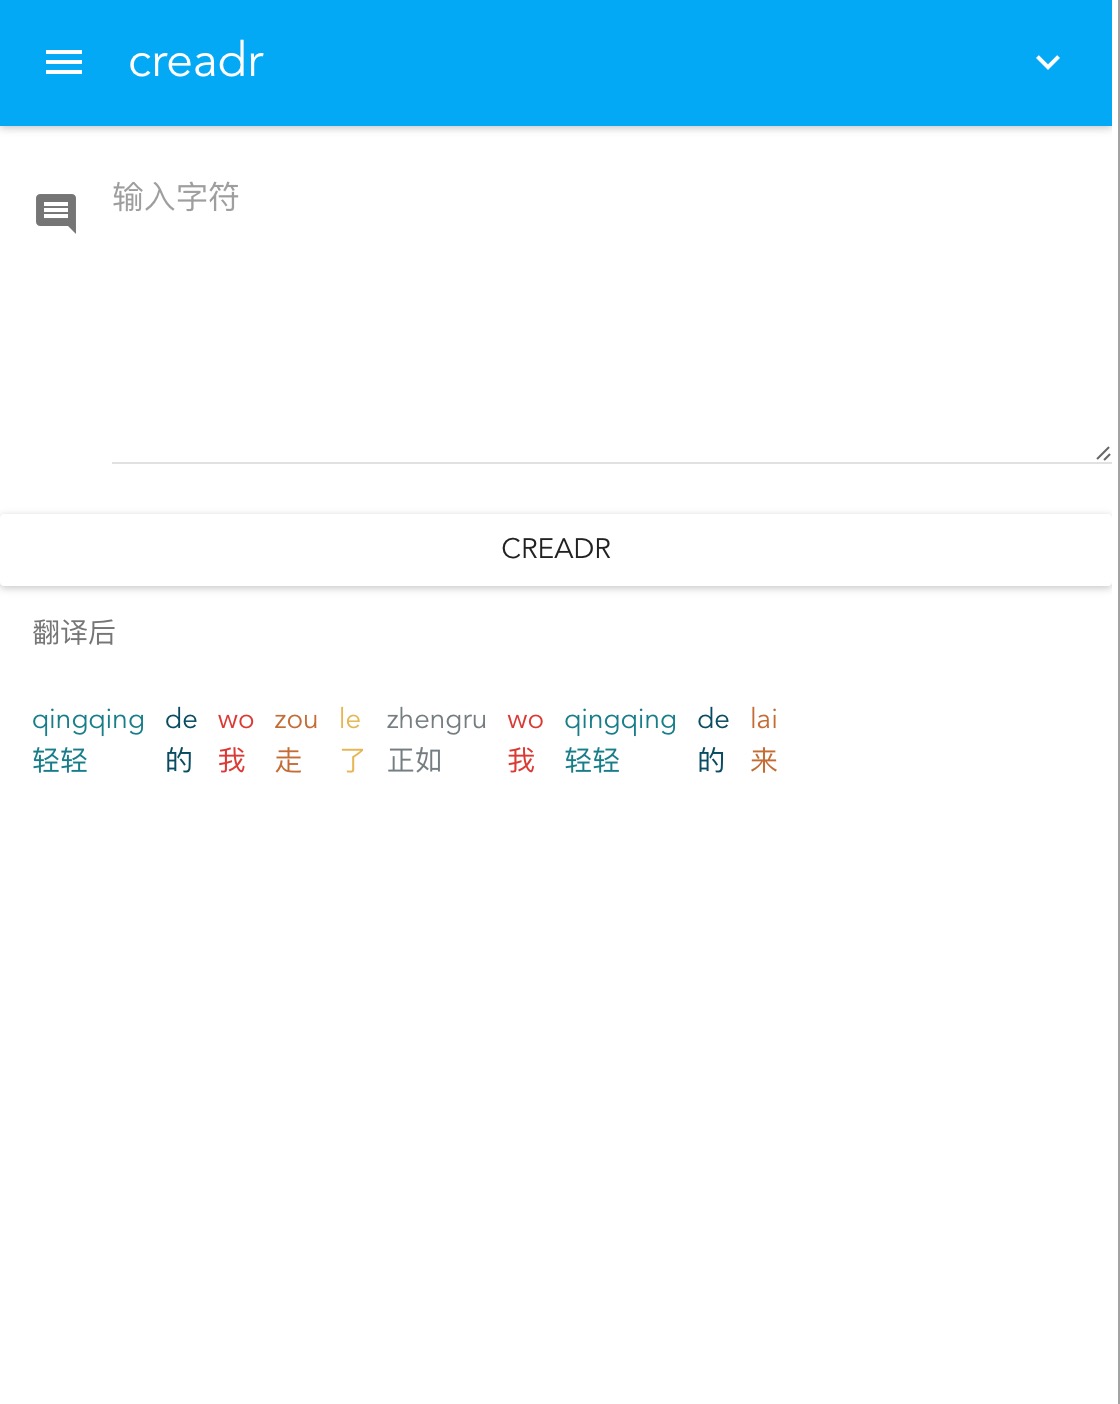 creadr
输入字符
CREADR
翻译后
qingqing de wo zou le zhengru wo qingqing de lai
轻轻 的 我 走 了 正如 我 轻轻 的 来